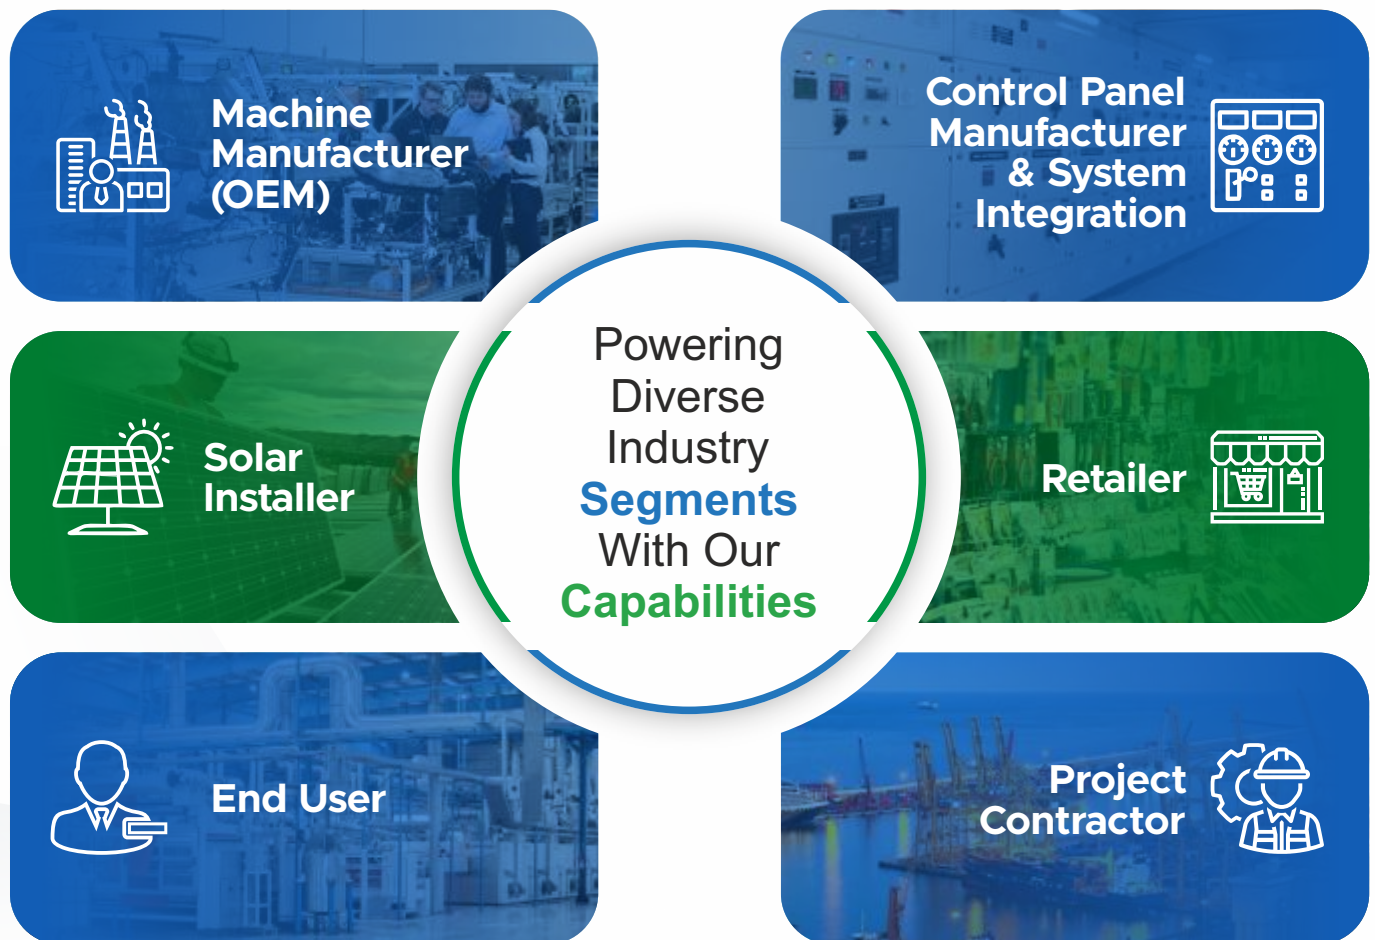 Machine
Manufacturer
(OEM)
Control Panel
Manufacturer
& System
Integration
Powering
Diverse
Industry
Segments
With Our
Capabilities
Solar
Installer
Retailer
End User
Project
Contractor